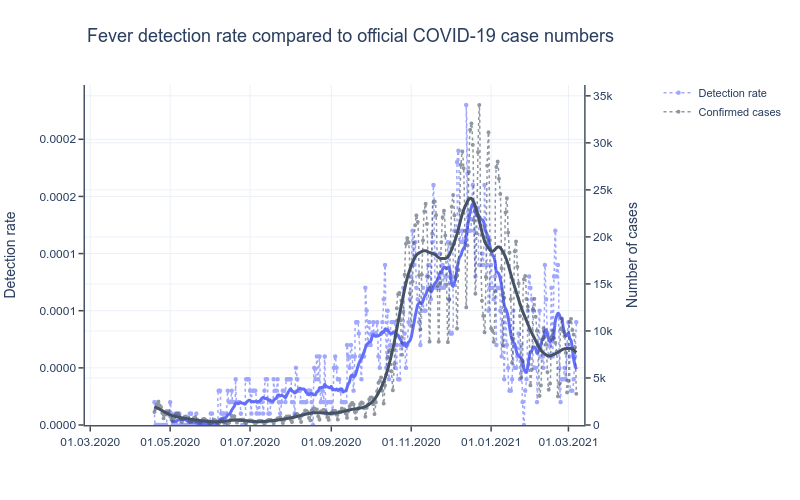 Fever detection rate compared to official COVID-19 case numbers
Detection rate
Confirmed cases
35k
30k
25k
20k
15k
10k
5k
0
Number of cases
0.0002
0.0002
0.0001
0.0001
0.0000
0.0000
Detection rate
01.03.2020
01.05.2020
01.07.2020
01.09.2020
01.11.2020
01.01.2021
01.03.2021